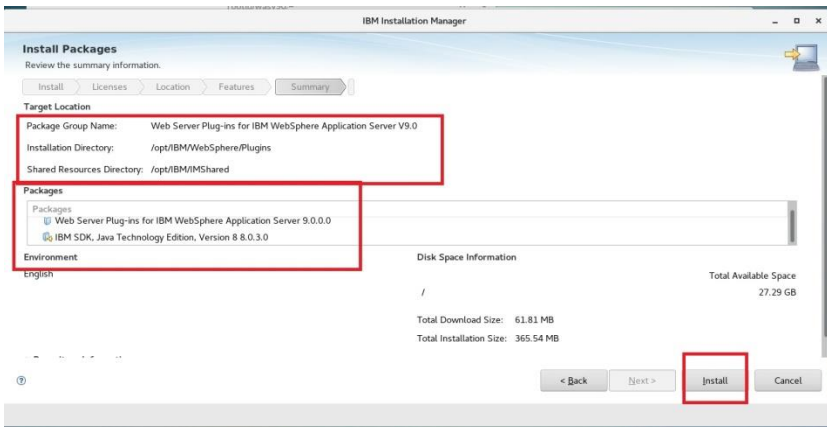 IBM Installation Manager
Install Packages
Review the summary information.
Install Licenses Location Features Summary
Target Location
Package Group Name: Web Server Plug-ins for IBM WebSphere Application Server V9.0
Installation Directory: /opt/IBM/WebSphere/Plugins
Shared Resources Directory: /opt/IBM/IMShared
Packages
Packages
Web Server Plug-ins for IBM WebSphere Application Server 9.0.0.0
IBM SDK, Java Technology Edition, Version 8 8.0.3.0
Environment Disk Space Information
English Total Available Space
/ 27.29 GB
Total Download Size: 61.81 MB
Total Installation Size: 365.54 MB
? < Back Next > Install Cancel